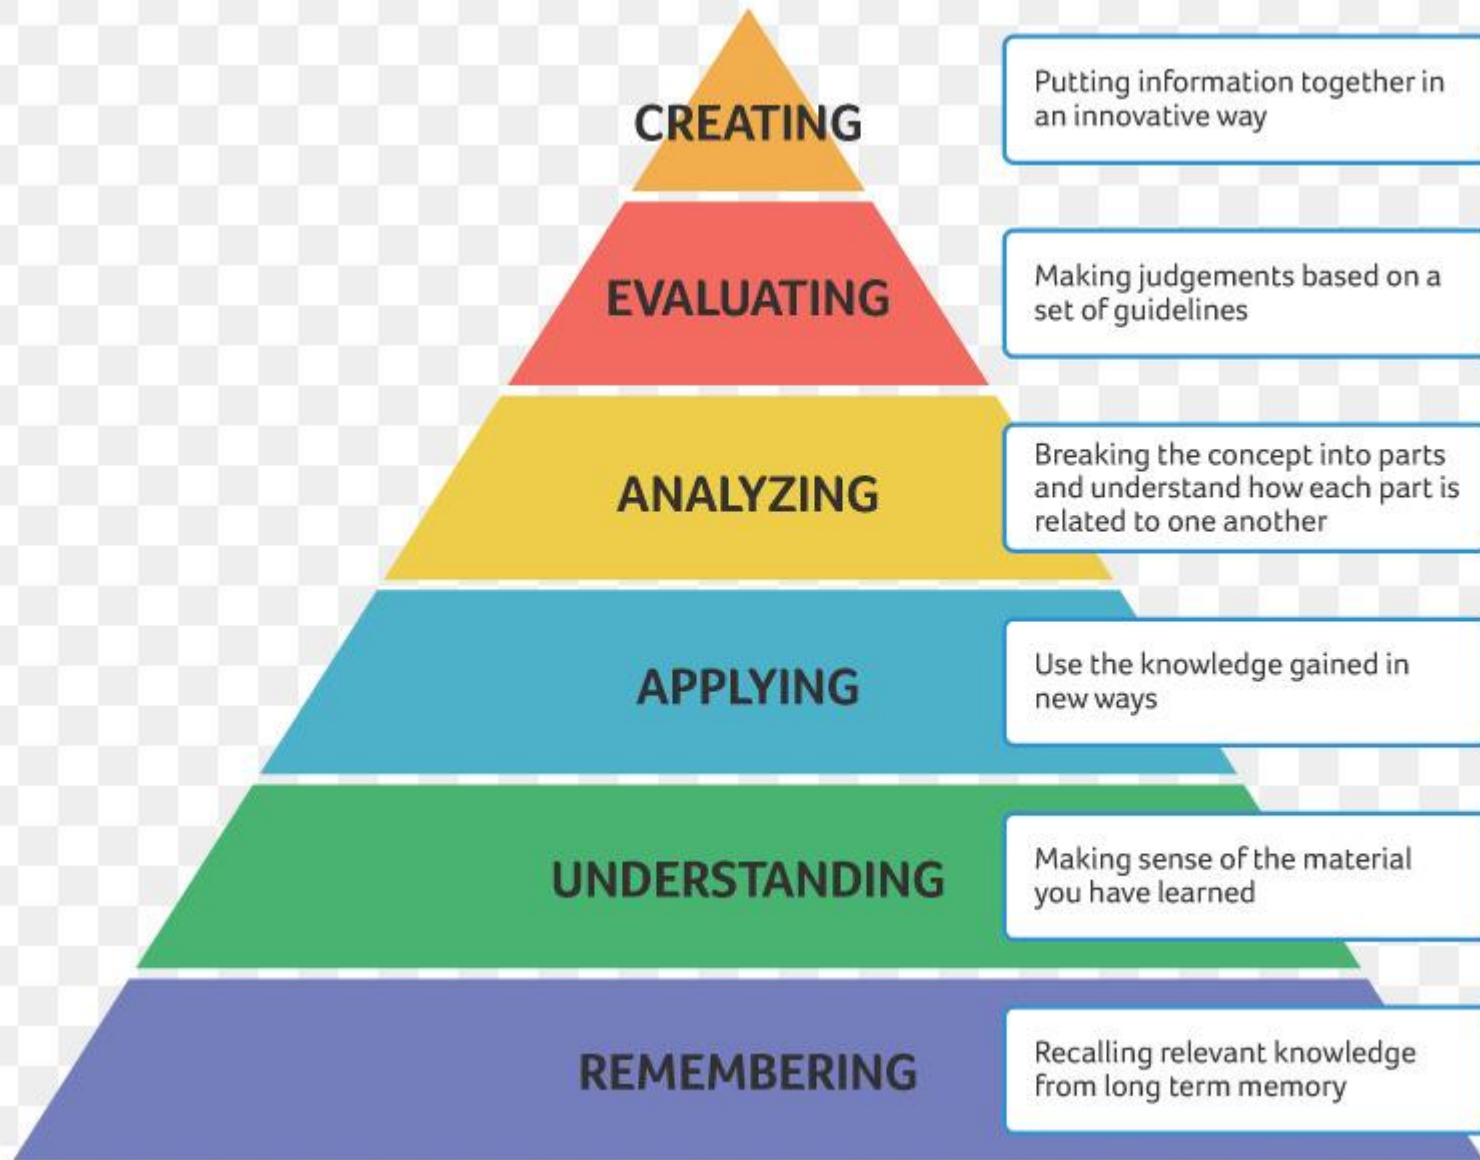 CREATING
Putting information together in
an innovative way
EVALUATING
Making judgements based on a
set of guidelines
ANALYZING
Breaking the concept into parts
and understand how each part is
related to one another
APPLYING
Use the knowledge gained in
new ways
UNDERSTANDING
Making sense of the material
you have learned
REMEMBERING
Recalling relevant knowledge
from long term memory